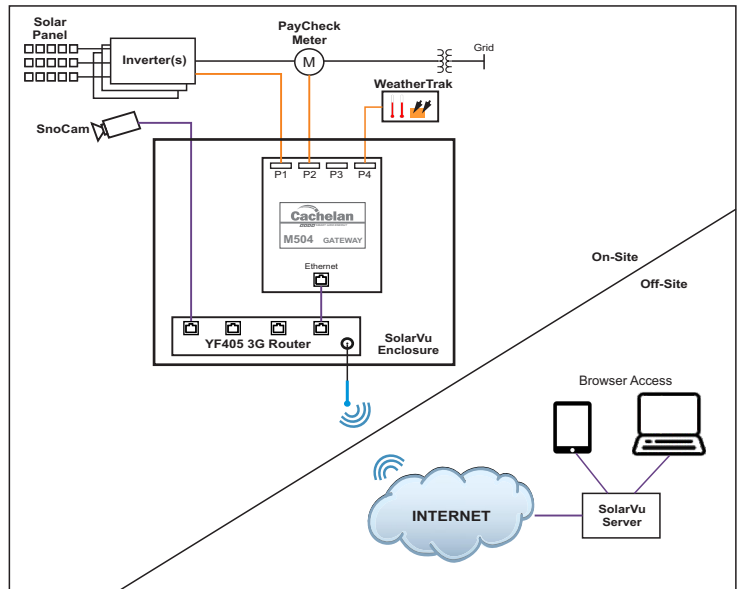 Solar
Panel
Inverter(s)
PayCheck
Meter
M
Grid
WeatherTrak
SnoCam
P1 P2 P3 P4
Cachelan
M504 GATEWAY
Ethernet
YF405 3G Router
SolarVu
Enclosure
On-Site
Off-Site
Browser Access
INTERNET
SolarVu
Server